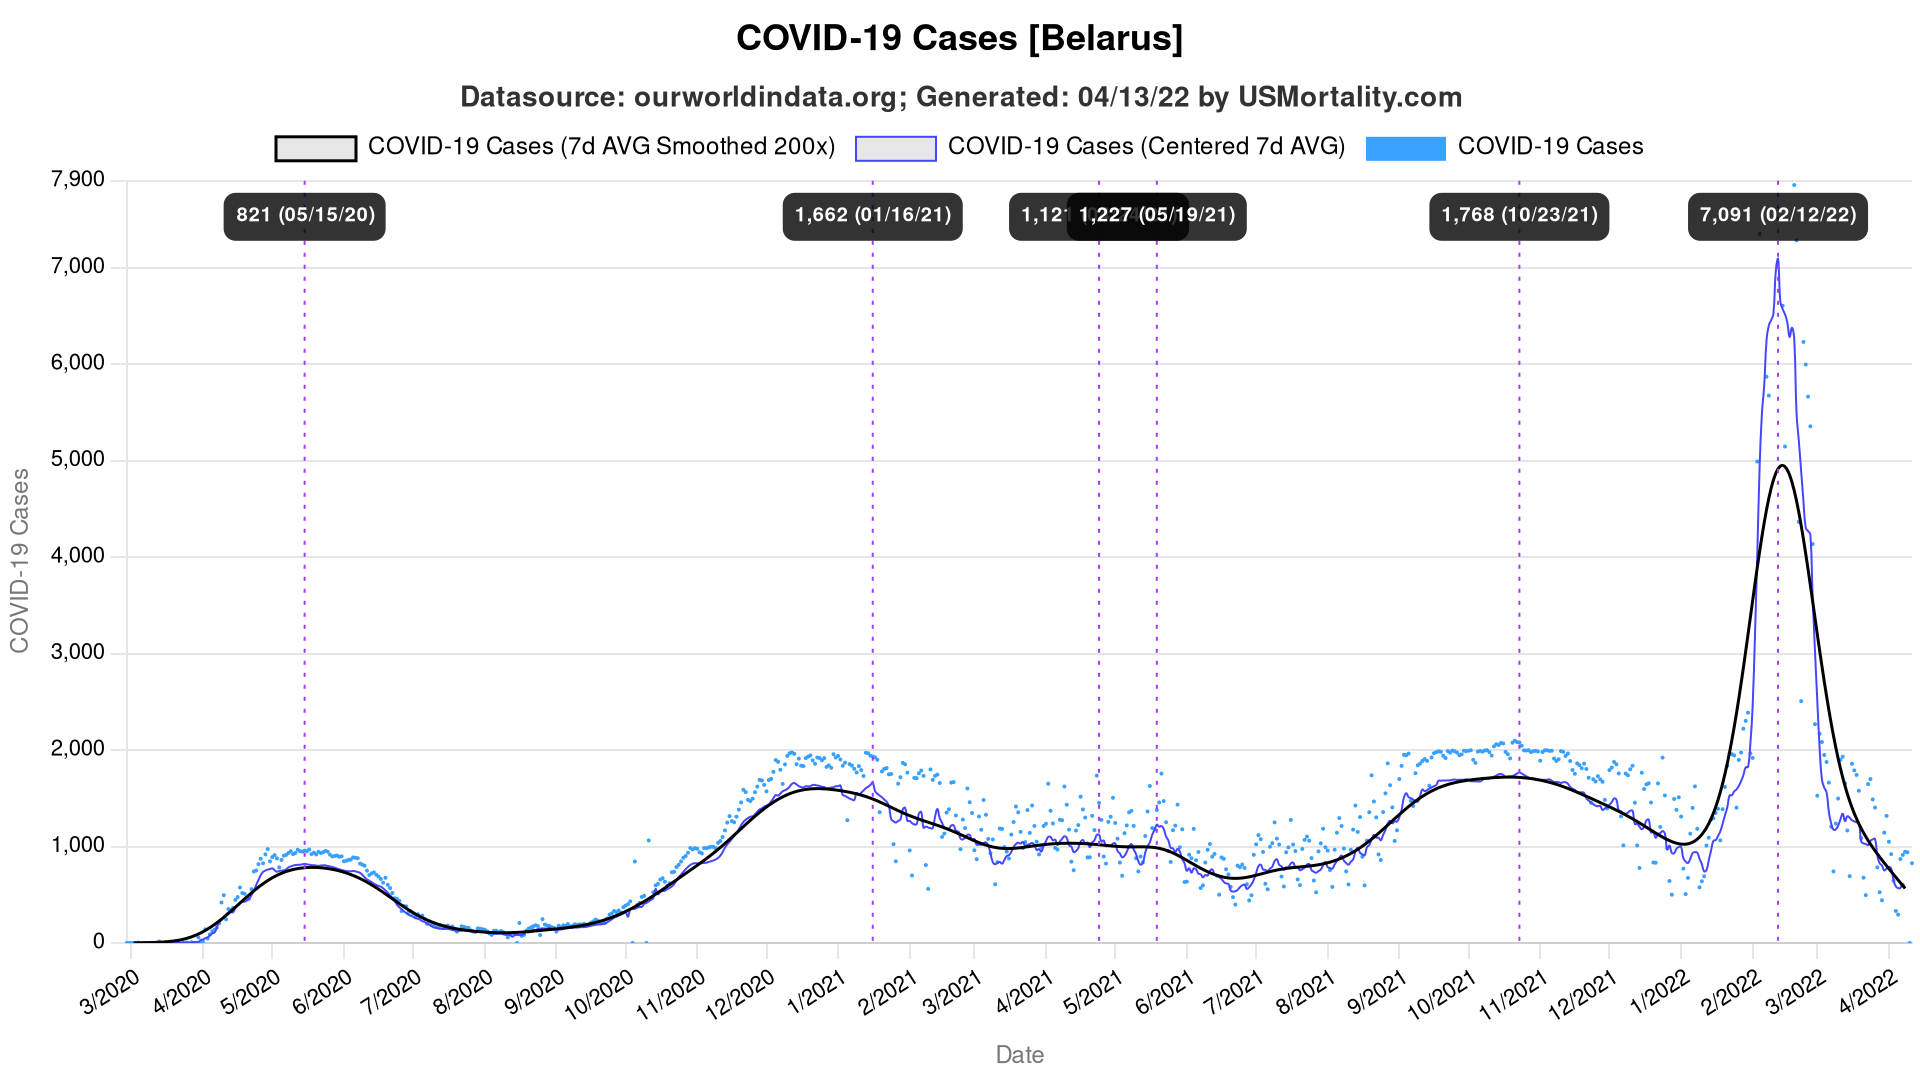 COVID-19 Cases [Belarus]
Datasource: ourworldindata.org; Generated: 04/13/22 by USMortality.com
COVID-19 Cases (7d AVG Smoothed 200x) COVID-19 Cases (Centered 7d AVG) COVID-19 Cases
821 (05/15/20) 1,662 (01/16/21) 1,121 1,227 (05/19/21) 1,768 (10/23/21) 7,091 (02/12/22)
7,900
7,000
6,000
5,000
4,000
3,000
2,000
1,000
0
COVID-19 Cases
3/2020 4/2020 5/2020 6/2020 7/2020 8/2020 9/2020 10/2020 11/2020 12/2020 1/2021 2/2021 3/2021 4/2021 5/2021 6/2021 7/2021 8/2021 9/2021 10/2021 11/2021 12/2021 1/2022 2/2022 3/2022 4/2022
Date